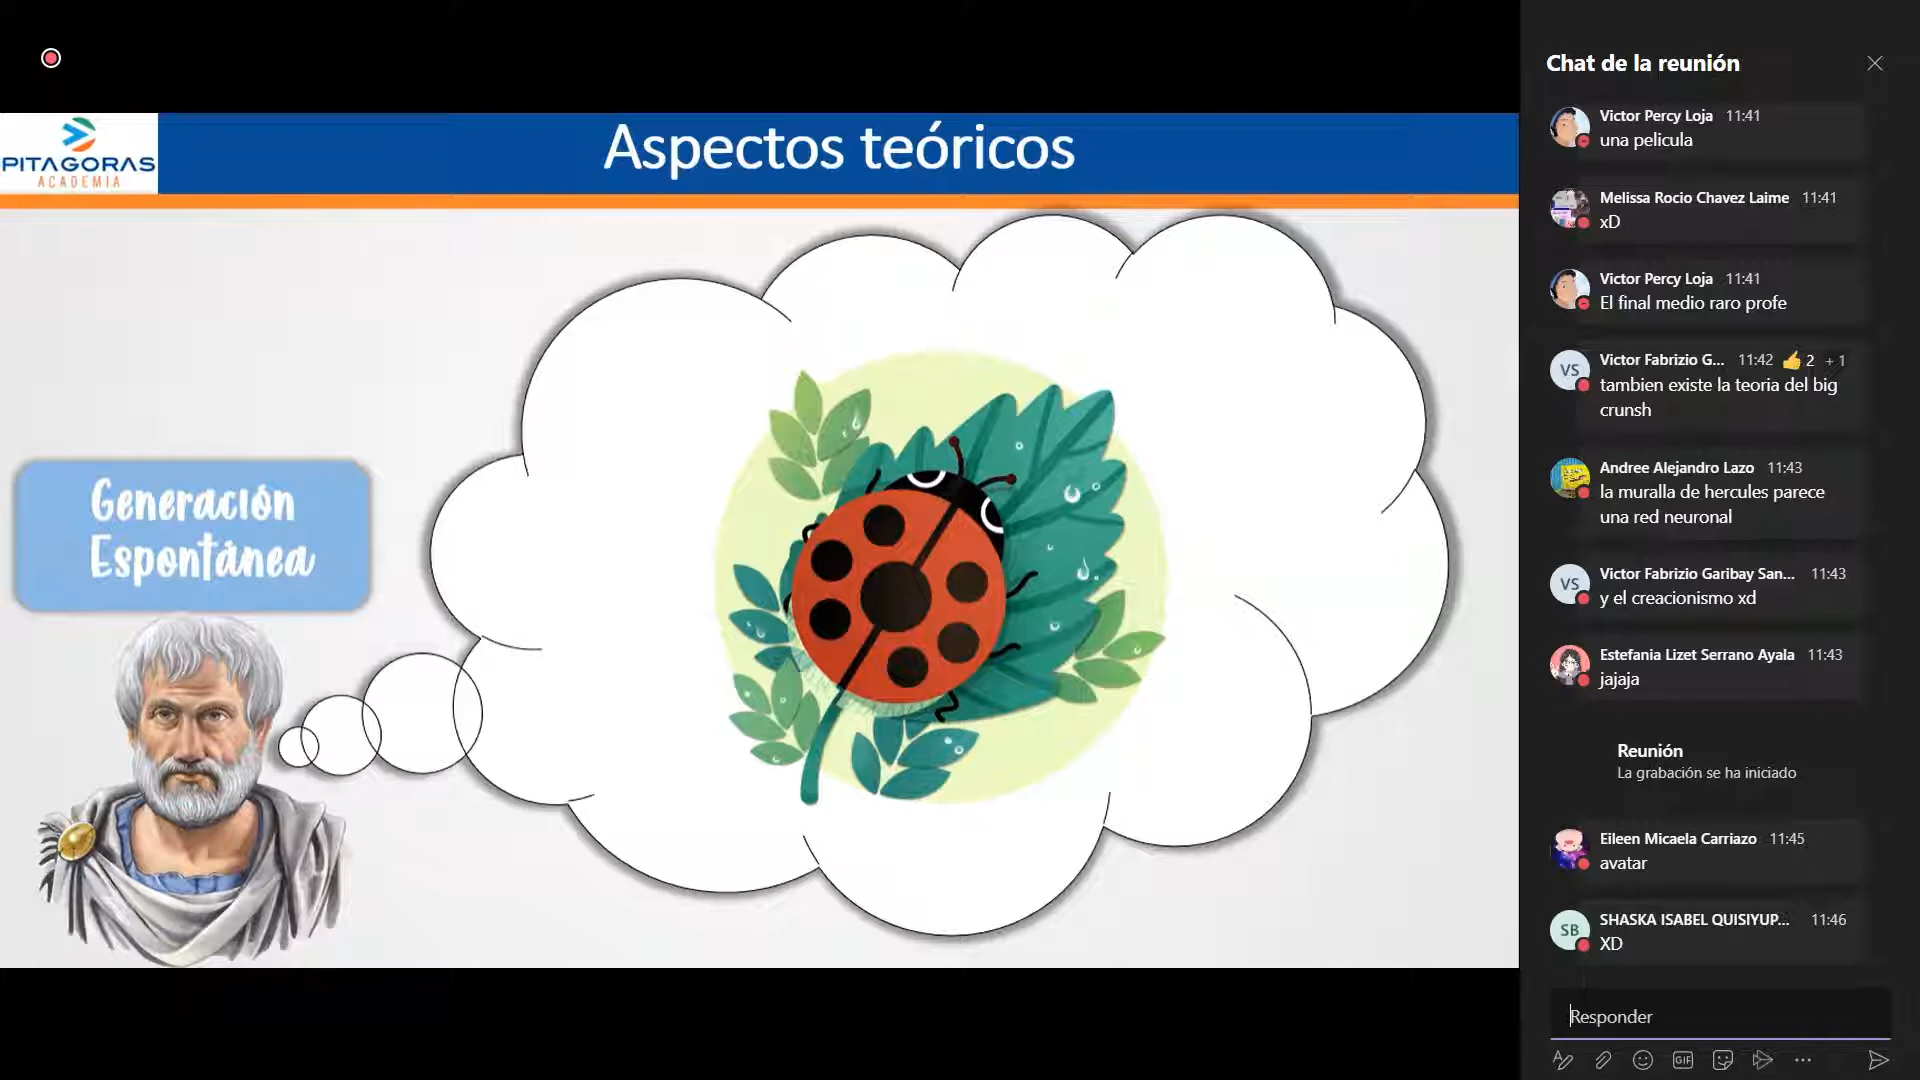 PITAGORAS
ACADEMIA
Aspectos teóricos
Generación
Espontánea
Chat de la reunión
Victor Percy Loja 11:41
una pelicula
Melissa Rocio Chavez Laime 11:41
xD
Victor Percy Loja 11:41
El final medio raro profe
VS
Victor Fabrizio G... 11:42 2 +1
tambien existe la teoria del big
crunsh
Andree Alejandro Lazo 11:43
la muralla de hercules parece
una red neuronal
VS
Victor Fabrizio Garibay San... 11:43
y el creacionismo xd
Estefania Lizet Serrano Ayala 11:43
jajaja
Reunión
La grabación se ha iniciado
Eileen Micaela Carriazo 11:45
avatar
SB
SHASKA ISABEL QUISIYUP... 11:46
XD
Responder
GIF